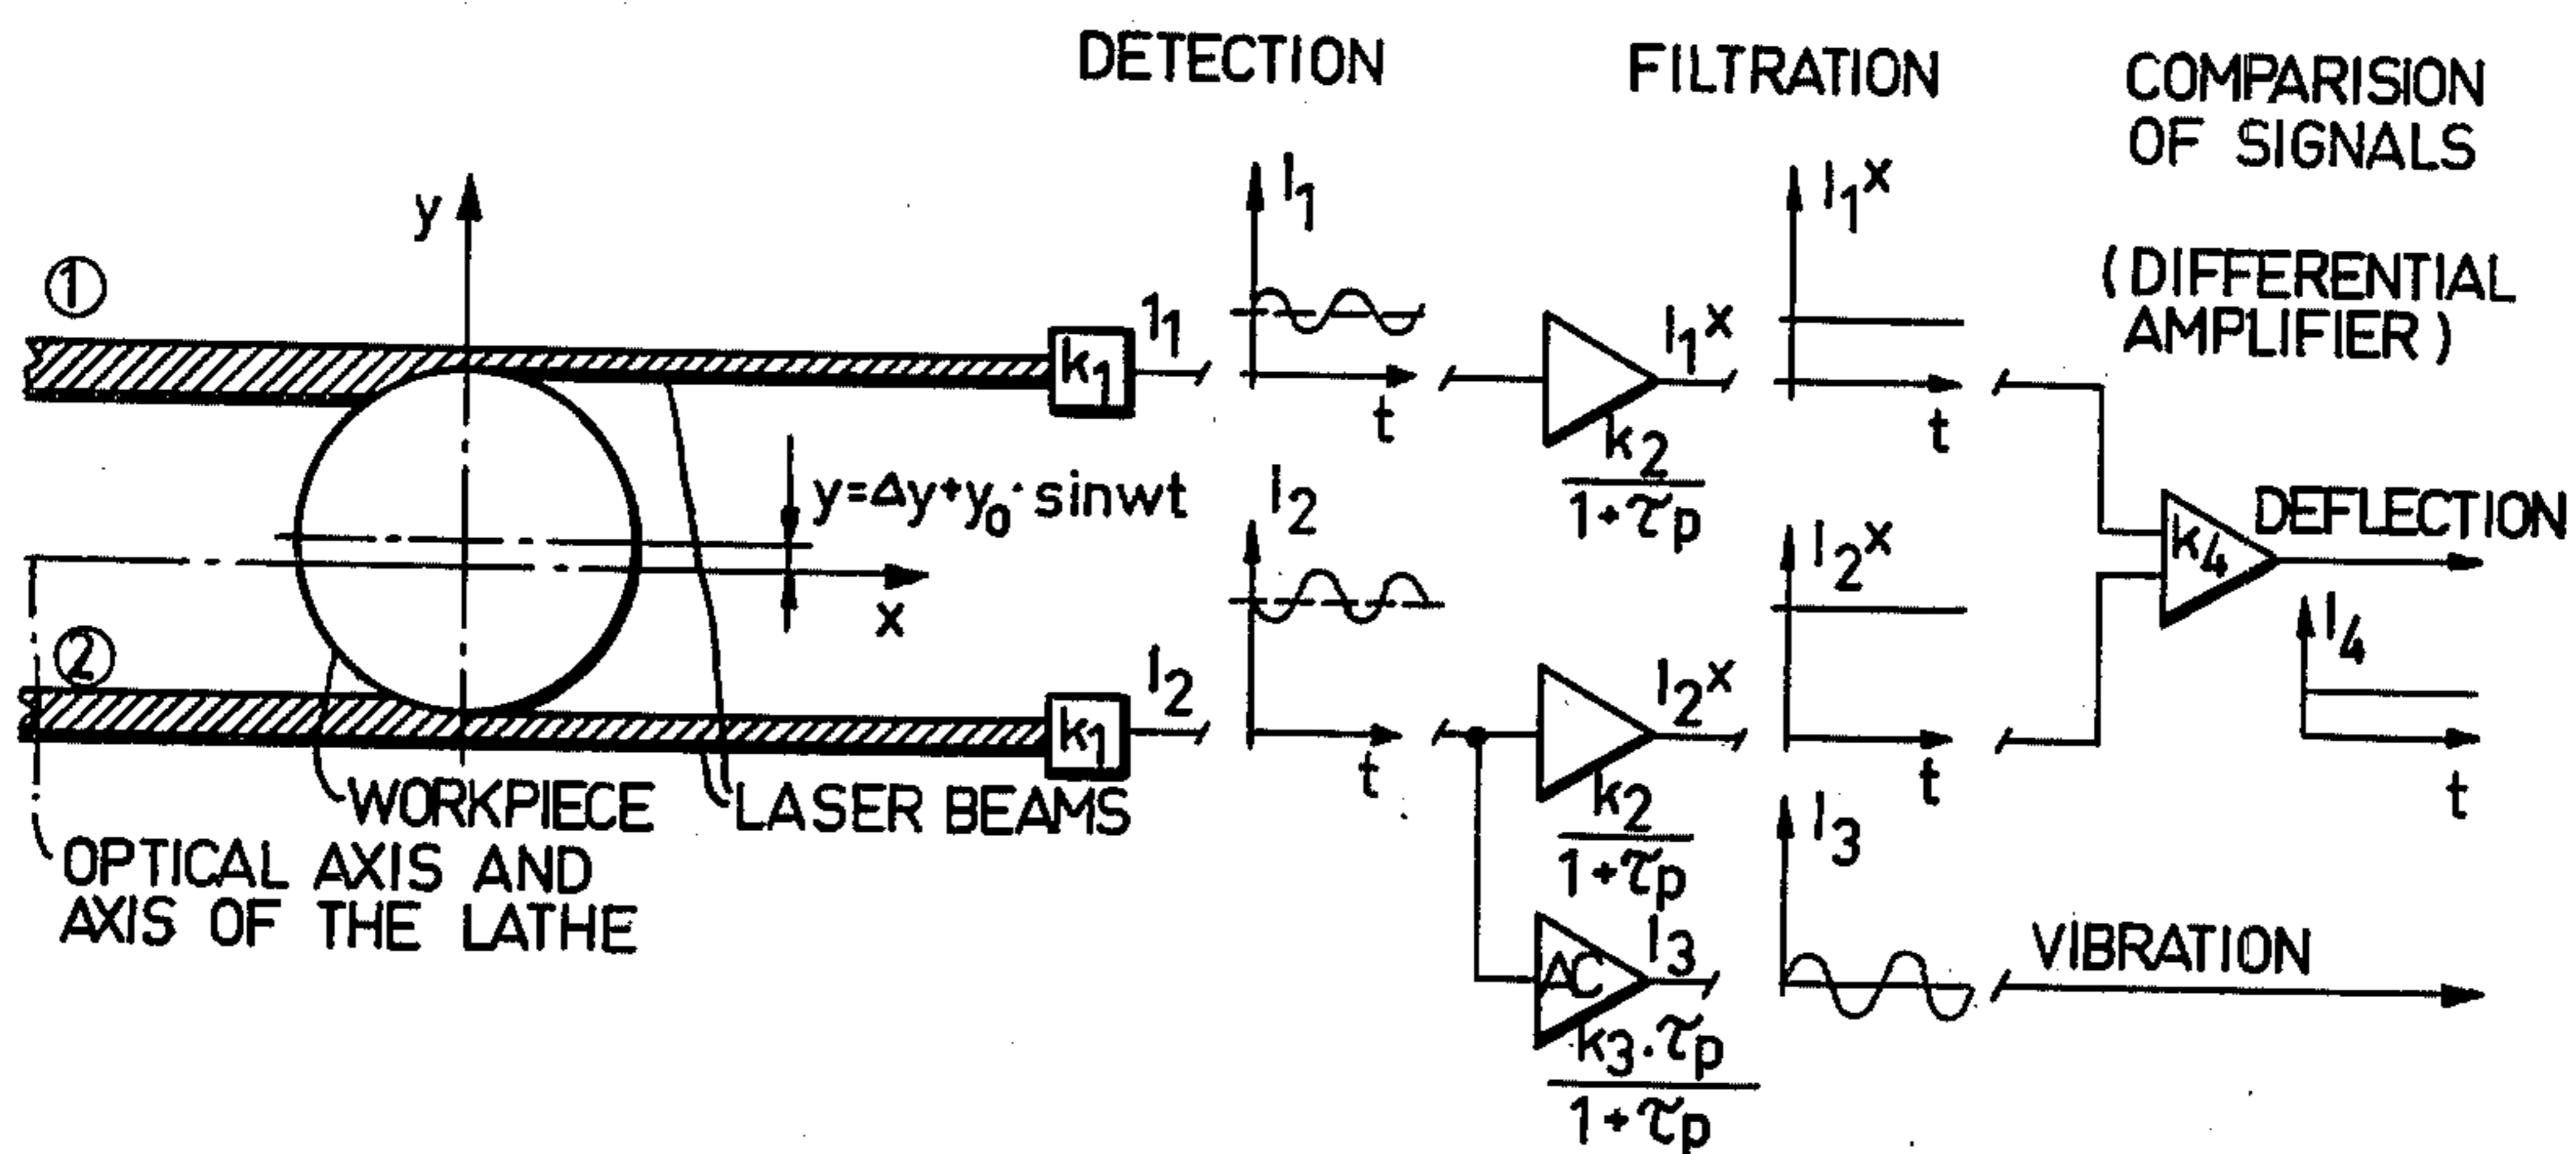 DETECTION
FILTRATION
COMPARISION
OF SIGNALS
(DIFFERENTIAL
AMPLIFIER)
①
y
k₁
I₁
I₁
t
I₁ˣ
k₂
1+τp
I₁ˣ
t
y=Δy+y₀·sinwt
x
②
k₁
I₂
I₂
t
I₂ˣ
k₂
1+τp
I₂ˣ
t
k₄
DEFLECTION
I₄
t
WORKPIECE
LASER BEAMS
OPTICAL AXIS AND
AXIS OF THE LATHE
AC
I₃
k₃·τp
1+τp
I₃
VIBRATION